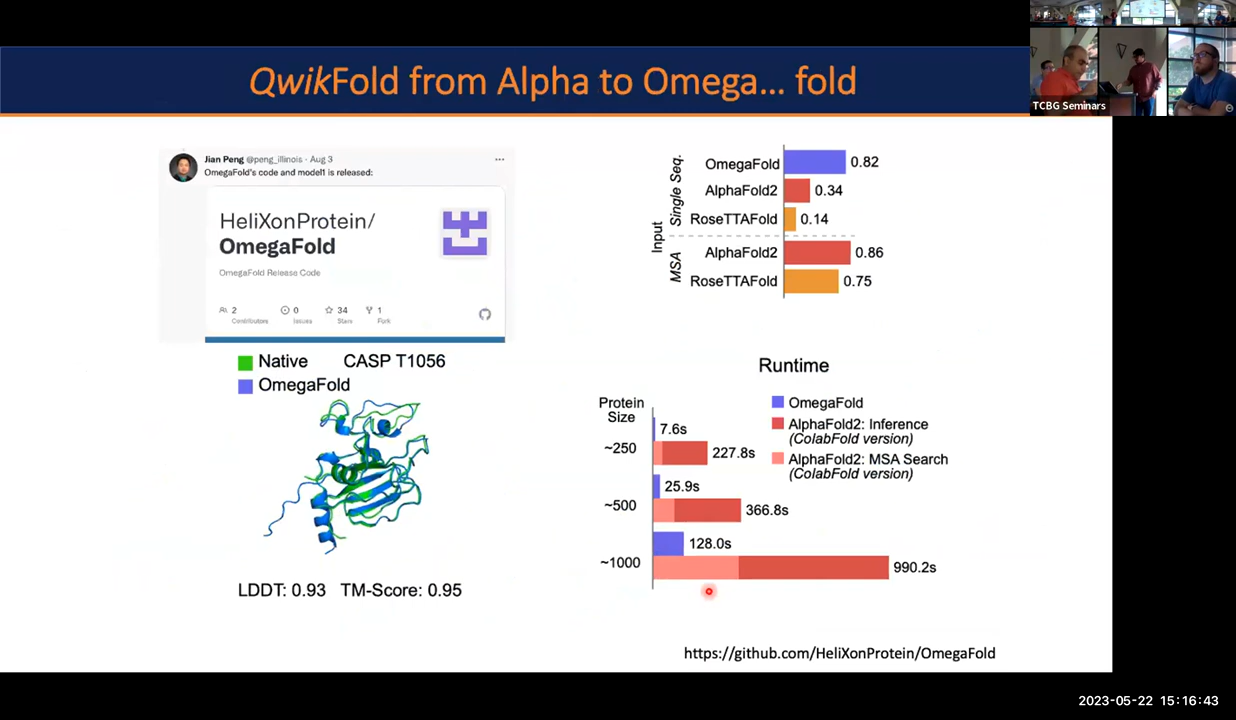 QwikFold from Alpha to Omega... fold
TCBG Seminars
Jian Peng @peng_illinois · Aug 3
OmegaFold's code and model1 is released:
HeliXonProtein/
OmegaFold
OmegaFold Release Code
2
Contributors
0
Issues
34
Stars
1
Fork
Native
CASP T1056
OmegaFold
LDDT: 0.93 TM-Score: 0.95
Input
Single Seq.
OmegaFold 0.82
AlphaFold2 0.34
RoseTTAFold 0.14
MSA
AlphaFold2 0.86
RoseTTAFold 0.75
Runtime
Protein
Size
OmegaFold
AlphaFold2: Inference
(ColabFold version)
AlphaFold2: MSA Search
(ColabFold version)
7.6s
~250
227.8s
25.9s
~500
366.8s
128.0s
~1000
990.2s
https://github.com/HeliXonProtein/OmegaFold
2023-05-22 15:16:43